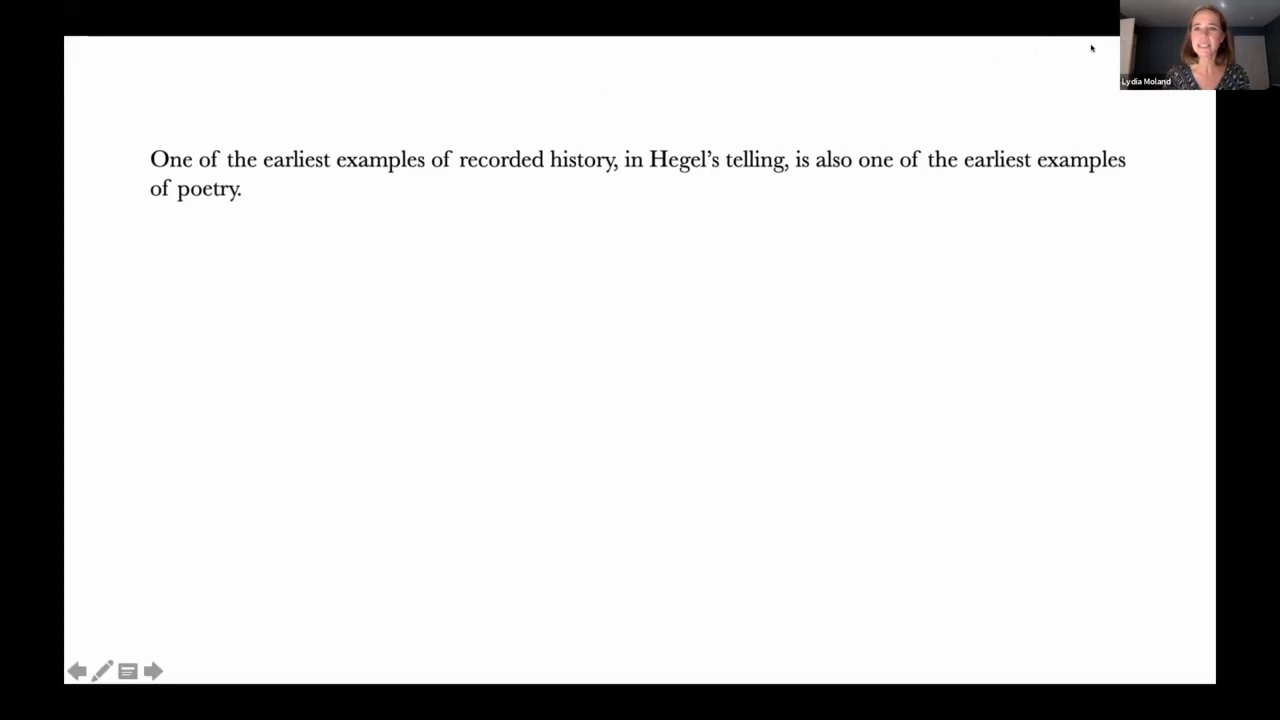 Lydia Moland
One of the earliest examples of recorded history, in Hegel’s telling, is also one of the earliest examples
of poetry.